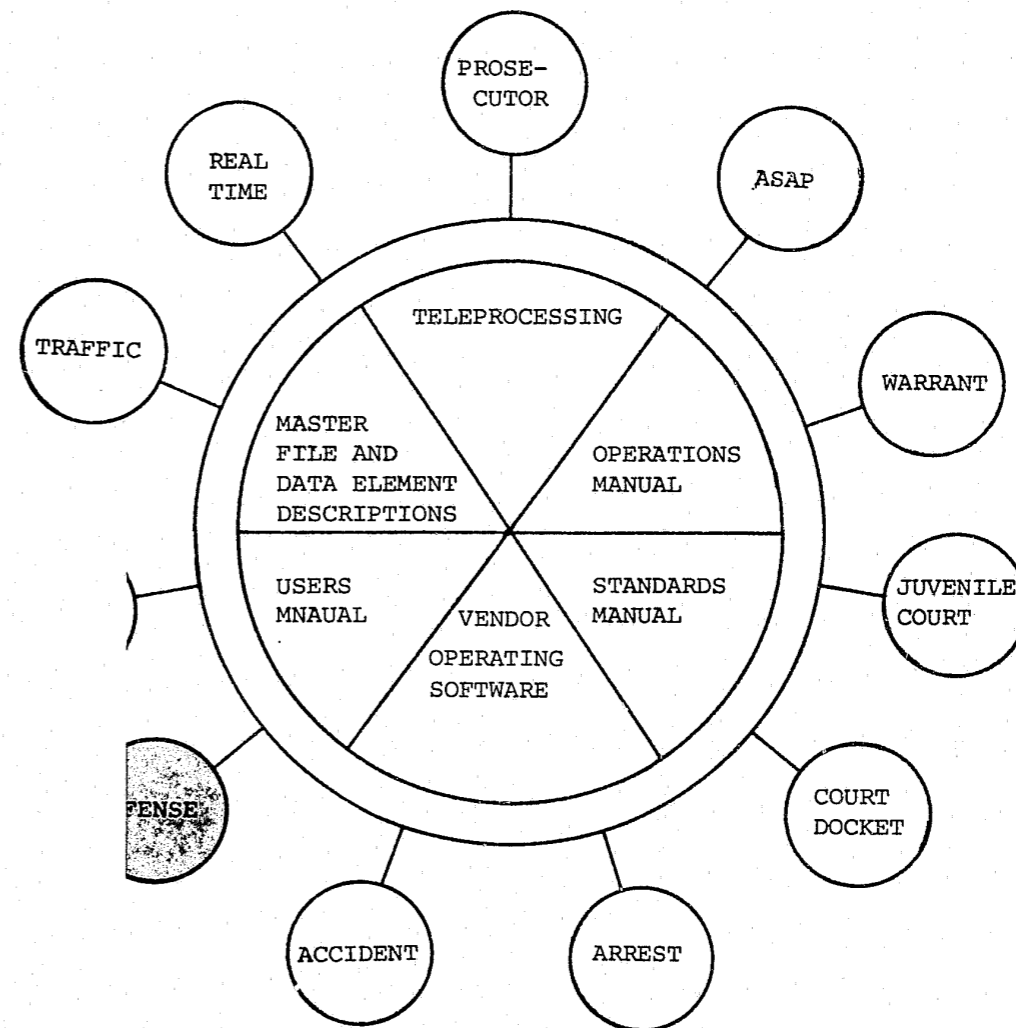 PROSE-
CUTOR
REAL
TIME
ASAP
TRAFFIC
WARRANT
TELEPROCESSING
MASTER
FILE AND
DATA ELEMENT
DESCRIPTIONS
OPERATIONS
MANUAL
USERS
MNAUAL
VENDOR
OPERATING
SOFTWARE
STANDARDS
MANUAL
JUVENILE
COURT
FENSE
COURT
DOCKET
ACCIDENT
ARREST